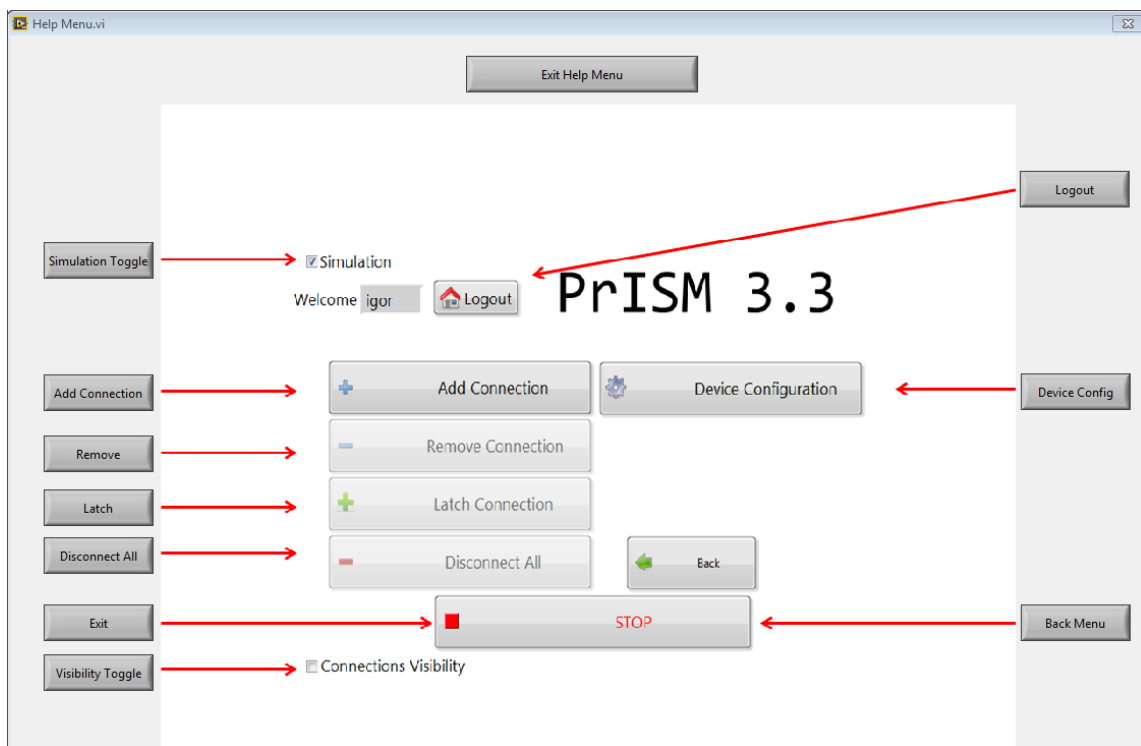 Help Menu.vi
Exit Help Menu
Logout
Simulation Toggle
Simulation
Welcome igor Logout
PrISM 3.3
Add Connection
Add Connection
Device Configuration
Device Config
Remove
Remove Connection
Latch
Latch Connection
Disconnect All
Disconnect All
Back
Exit
STOP
Back Menu
Visibility Toggle
Connections Visibility